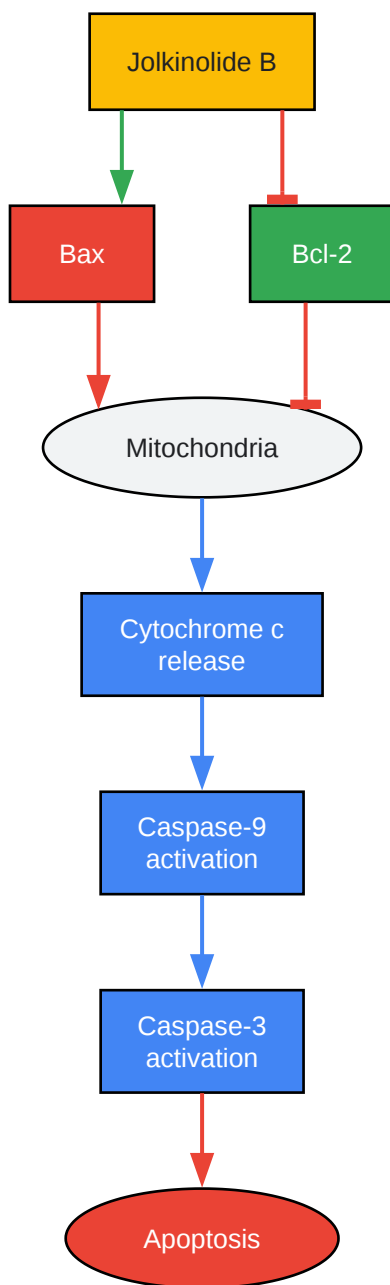 Jolkinolide B
Bax
Bcl-2
Mitochondria
Cytochrome c
release
Caspase-9
activation
Caspase-3
activation
Apoptosis